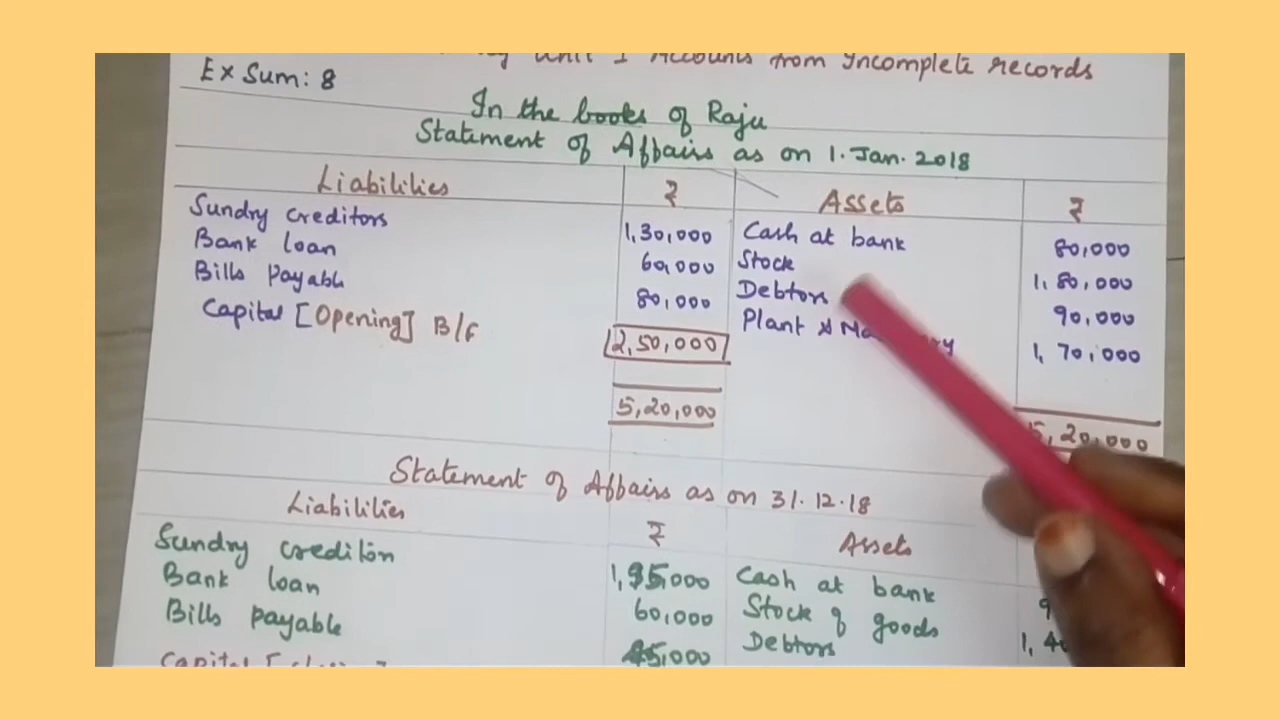 Unit 1 Accounts from Incomplete records
Ex Sum: 8
In the books of Raju
Statement of Affairs as on 1. Jan. 2018
Liabilities ₹ Assets ₹
Sundry creditors 1,30,000 Cash at bank 80,000
Bank loan 60,000 Stock 1,80,000
Bills Payable 80,000 Debtors 90,000
Capital [Opening] B/F 2,50,000 Plant & 1,70,000
5,20,000 5,20,000
Statement of Affairs as on 31.12.18
Liabilities ₹ Assets
Sundry creditors Cash at bank
Bank loan 60,000 Stock of goods
Bills payable Debtors
Capital